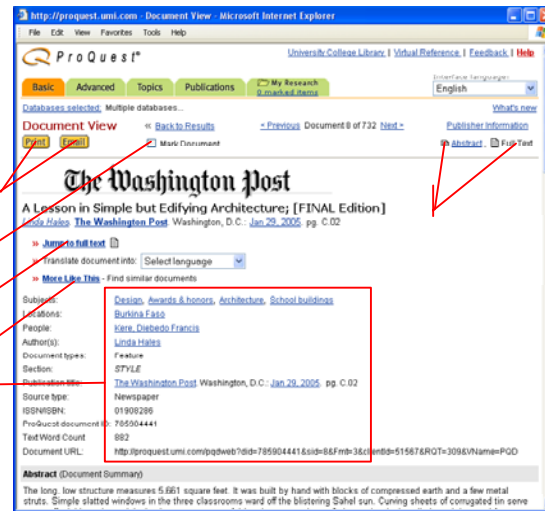 http://proquest.umi.com - Document View - Microsoft Internet Explorer
File Edit View Favorites Tools Help
ProQuest® University College Library | Virtual Reference | Feedback | Help
Interface language:
Basic Advanced Topics Publications My Research 0 marked items English
Databases selected: Multiple databases... What's new
Document View « Back to Results < Previous Document 8 of 732 Next > Publisher Information
Print Email Mark Document Abstract , Full Text
The Washington Post
A Lesson in Simple but Edifying Architecture; [FINAL Edition]
Linda Hales. The Washington Post. Washington, D.C.: Jan 29, 2005. pg. C.02
» Jump to full text
» Translate document into: Select language
» More Like This - Find similar documents
Subjects: Design, Awards & honors, Architecture, School buildings
Locations: Burkina Faso
People: Kere, Diebedo Francis
Author(s): Linda Hales
Document types: Feature
Section: STYLE
Publication title: The Washington Post. Washington, D.C.: Jan 29, 2005. pg. C.02
Source type: Newspaper
ISSN/ISBN: 01908286
ProQuest document ID: 785904441
Text Word Count 882
Document URL: http://proquest.umi.com/pqdweb?did=785904441&sid=8&Fmt=3&clientId=51567&RQT=309&VName=PQD
Abstract (Document Summary)
The long, low structure measures 5,661 square feet. It was built by hand with blocks of compressed earth and a few metal
struts. Simple slatted windows in the three classrooms ward off the blistering Sahel sun. Curving sheets of corrugated tin serve